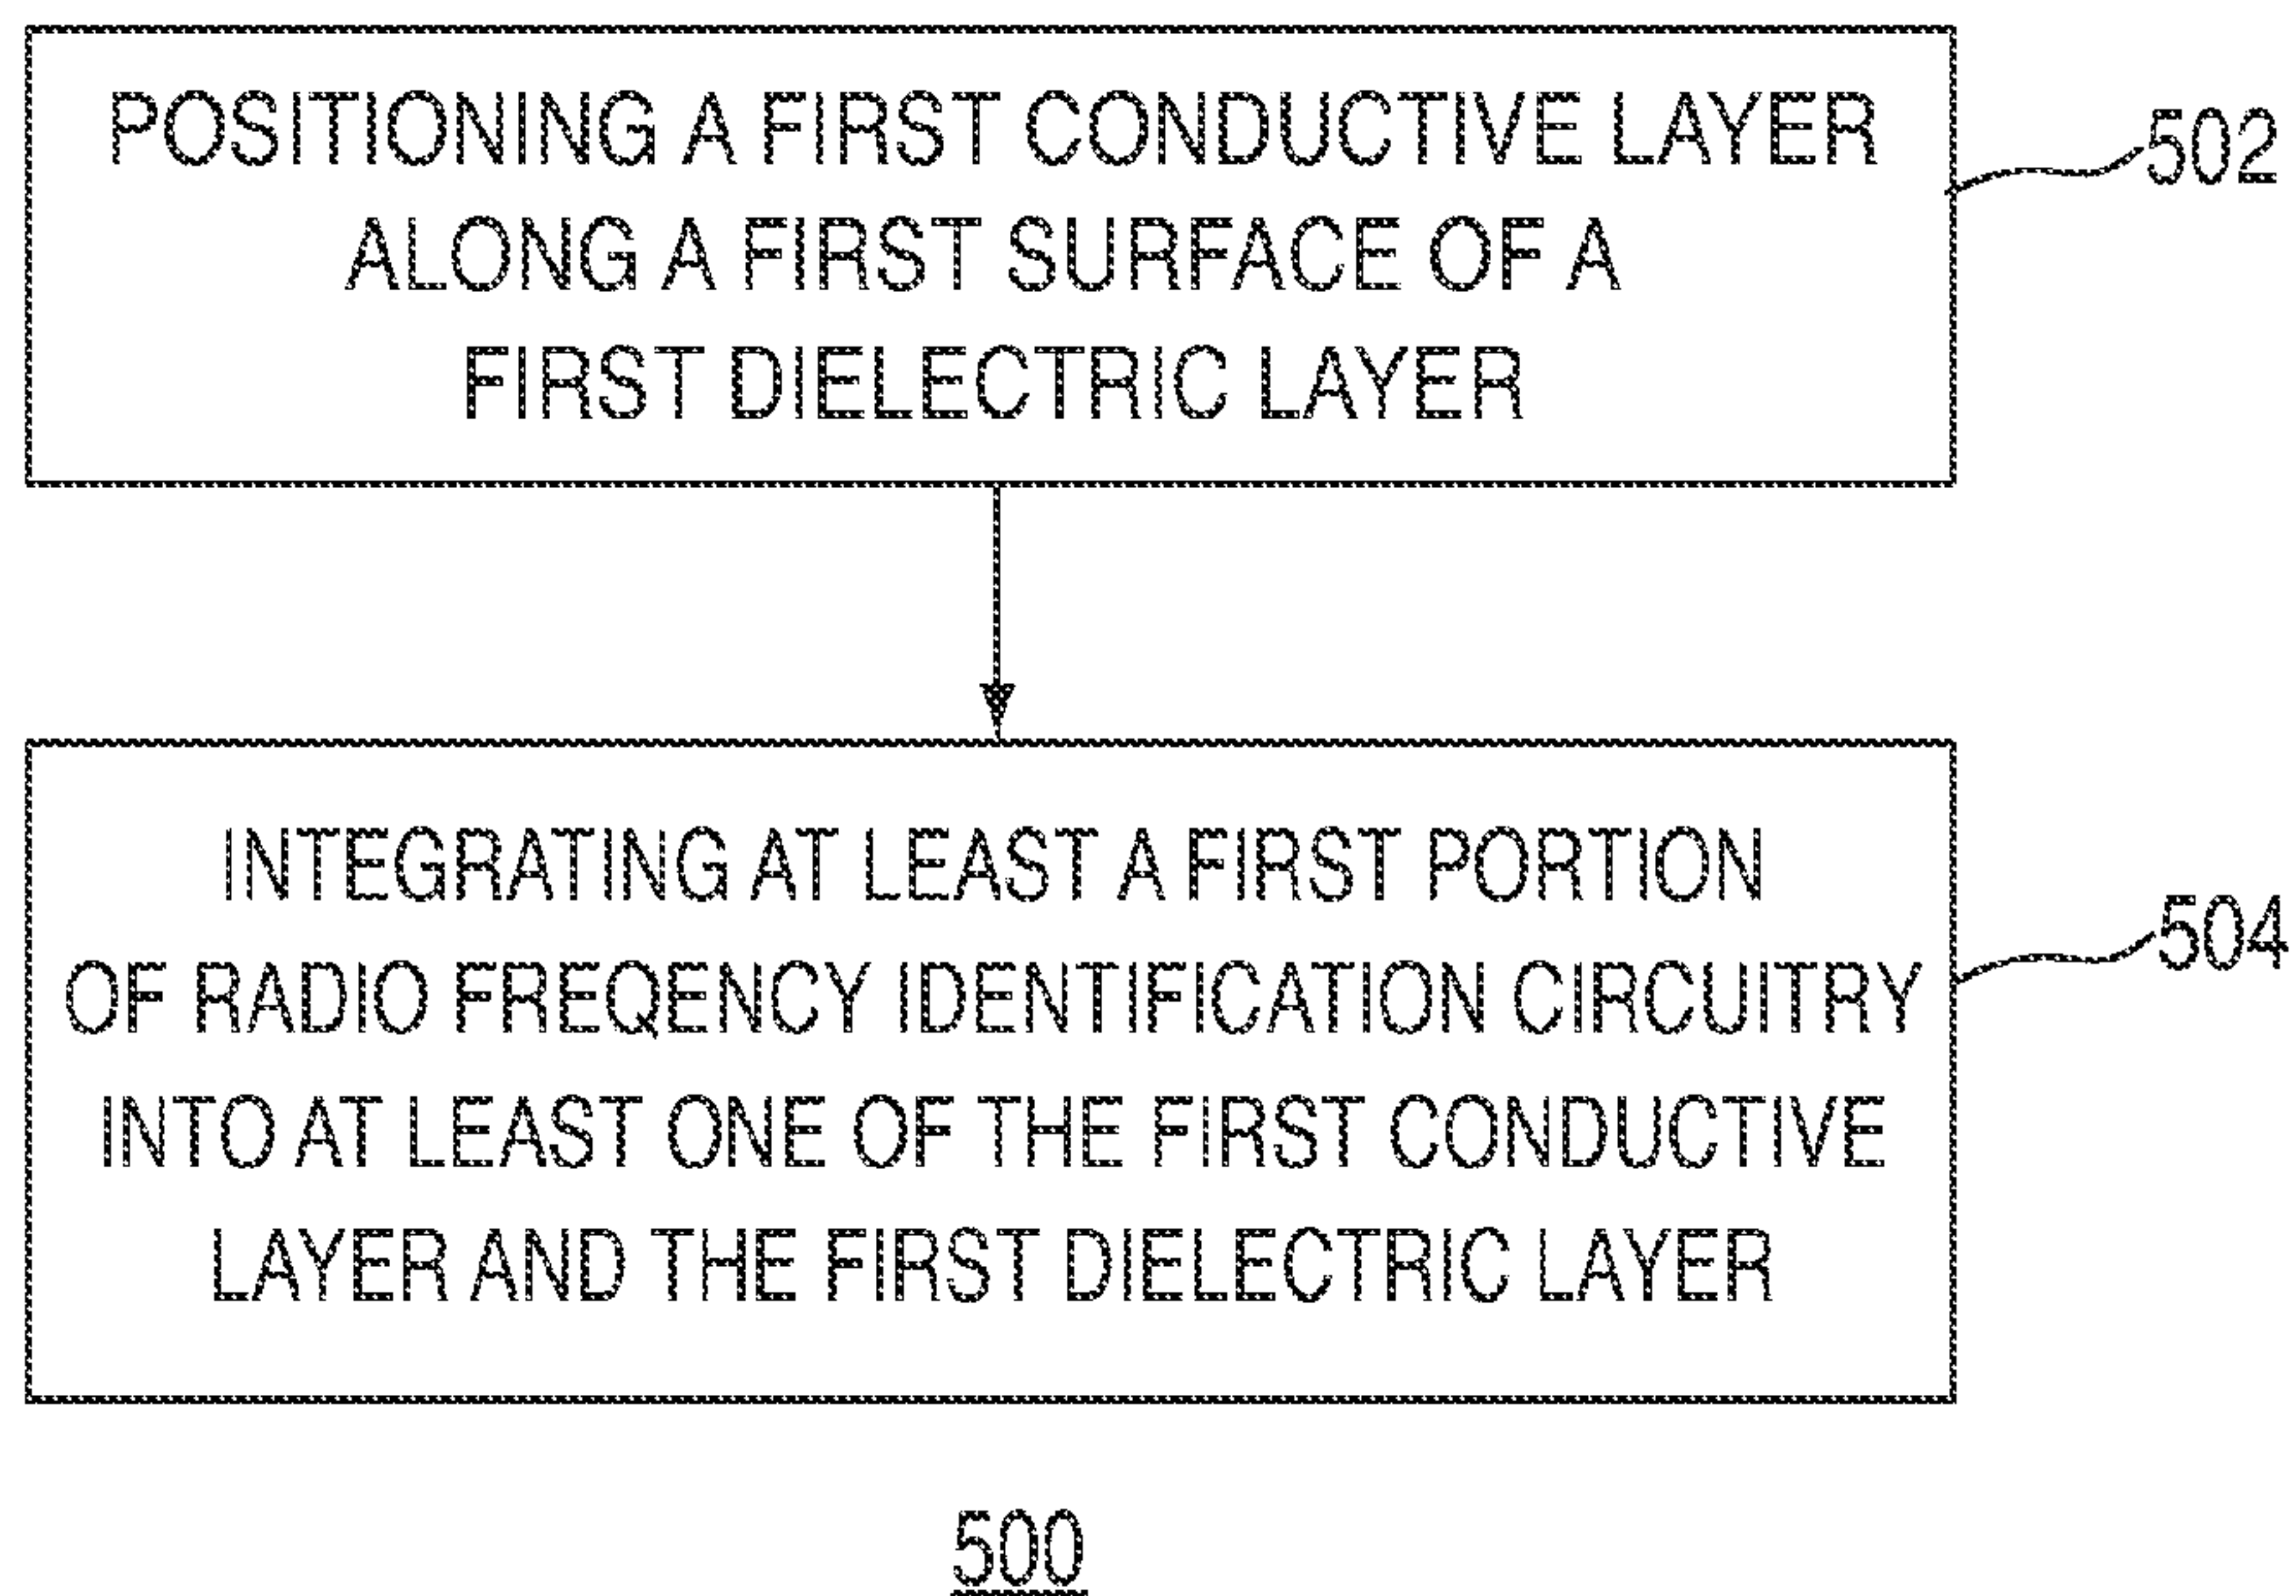 POSITIONING A FIRST CONDUCTIVE LAYER
ALONG A FIRST SURFACE OF A
FIRST DIELECTRIC LAYER
502
INTEGRATING AT LEAST A FIRST PORTION
OF RADIO FREQENCY IDENTIFICATION CIRCUITRY
INTO AT LEAST ONE OF THE FIRST CONDUCTIVE
LAYER AND THE FIRST DIELECTRIC LAYER
504
500